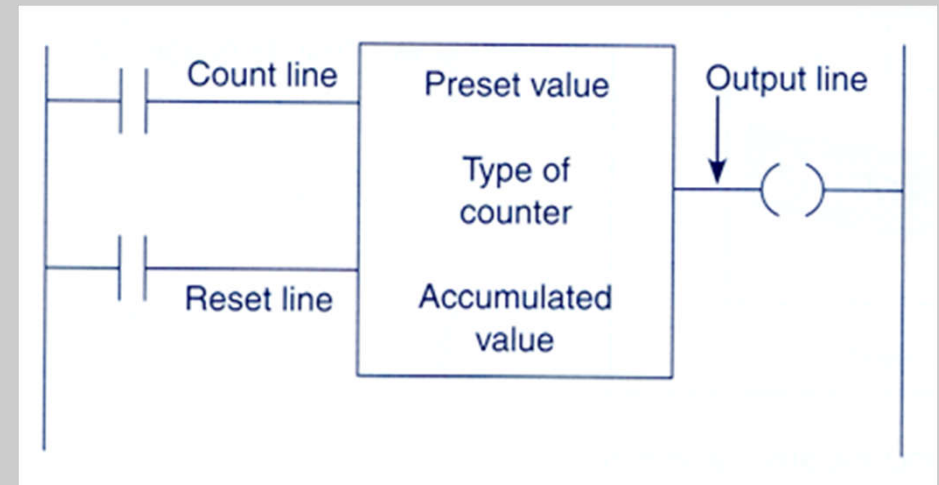 Count line
Preset value
Output line
Type of
counter
Reset line
Accumulated
value